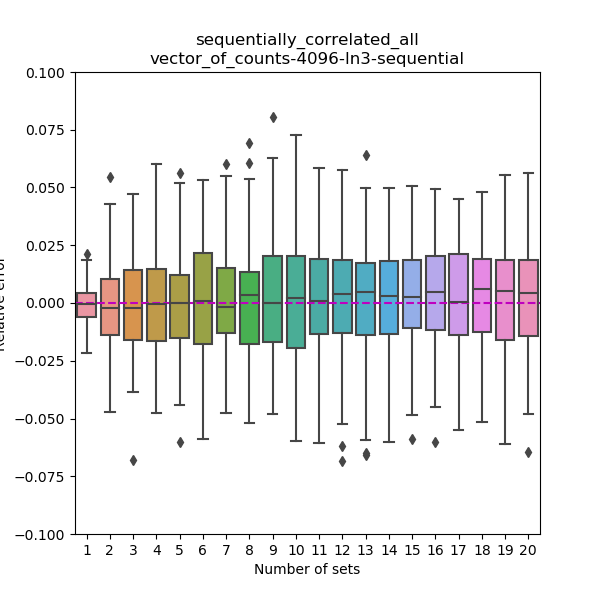 sequentially_correlated_all
vector_of_counts-4096-ln3-sequential
0.100
0.075
0.050
0.025
0.000
−0.025
−0.050
−0.075
−0.100
1 2 3 4 5 6 7 8 9 10 11 12 13 14 15 16 17 18 19 20
Number of sets